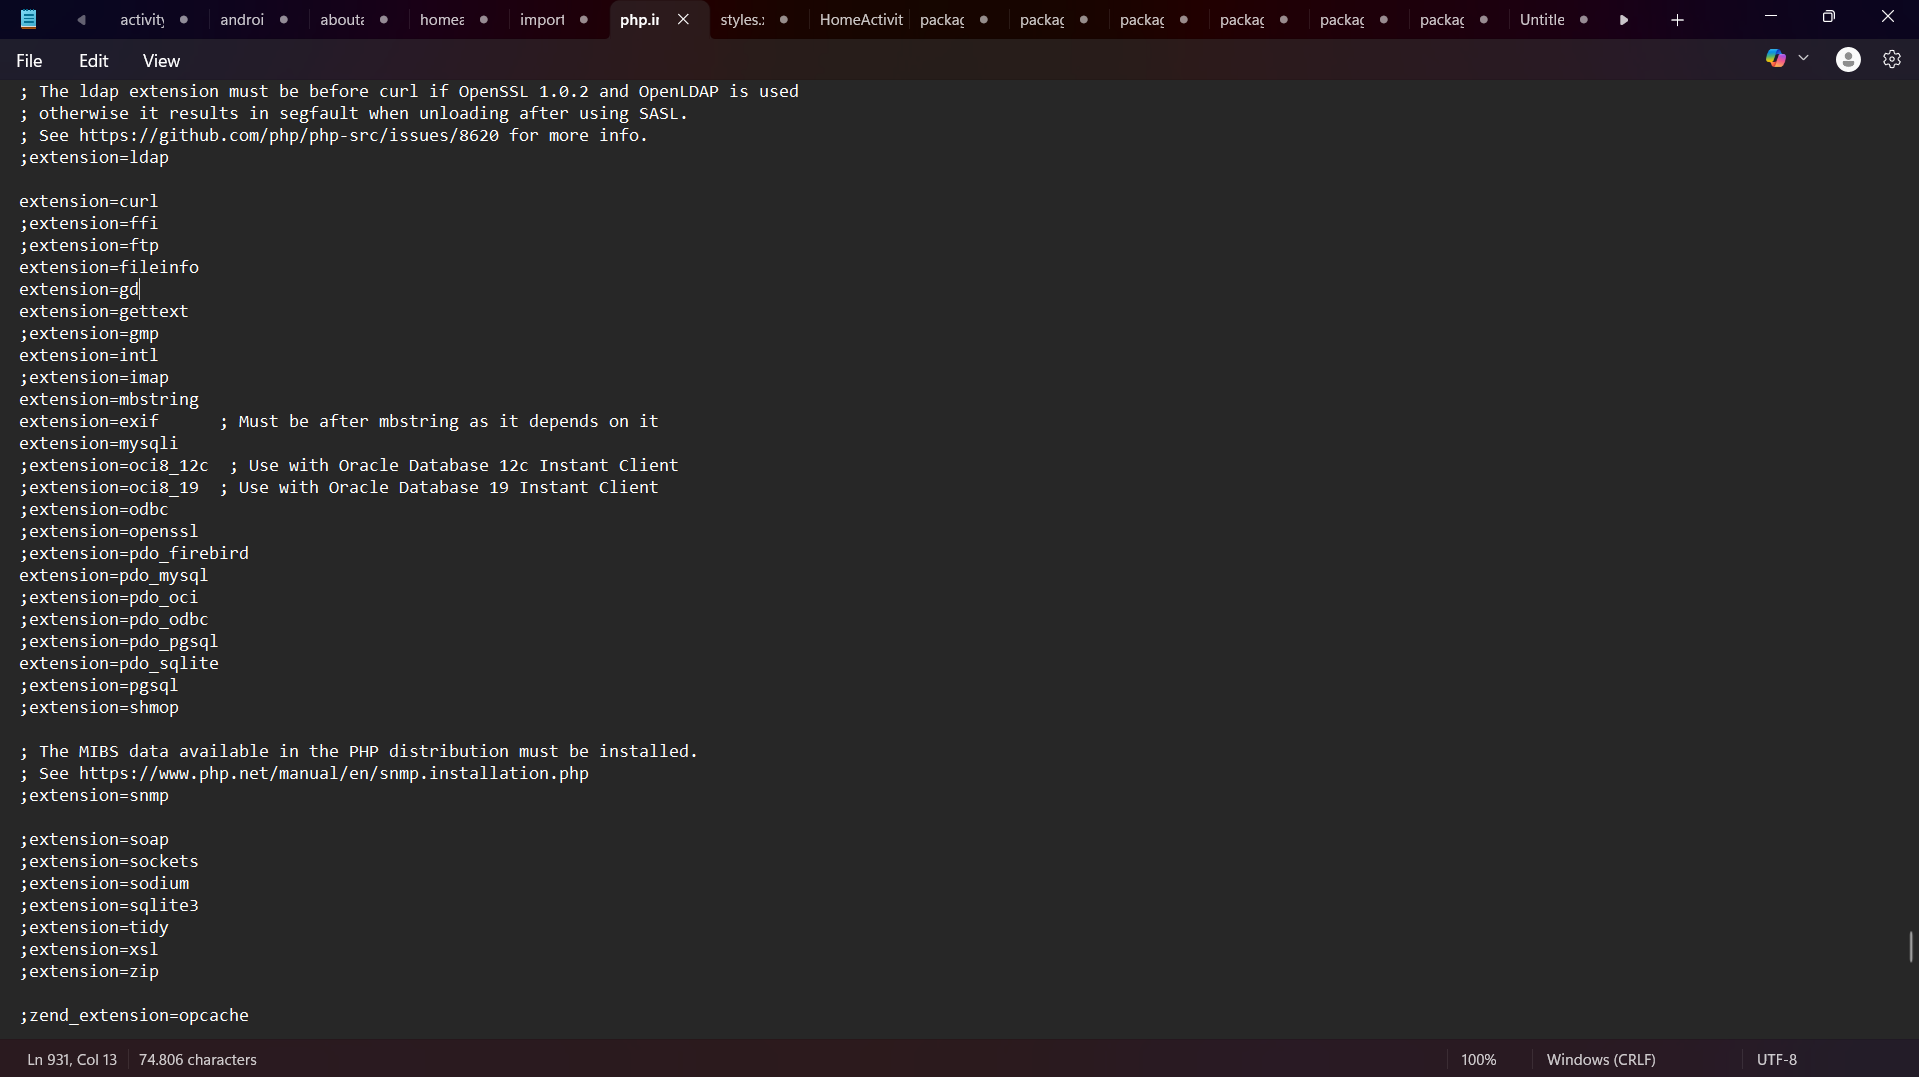 activity androi abouta homea import php.ir styles.: HomeActivit packag packag packag packag packag packag Untitle
File Edit View
; The ldap extension must be before curl if OpenSSL 1.0.2 and OpenLDAP is used
; otherwise it results in segfault when unloading after using SASL.
; See https://github.com/php/php-src/issues/8620 for more info.
;extension=ldap
extension=curl
;extension=ffi
;extension=ftp
extension=fileinfo
extension=gd
extension=gettext
;extension=gmp
extension=intl
;extension=imap
extension=mbstring
extension=exif      ; Must be after mbstring as it depends on it
extension=mysqli
;extension=oci8_12c  ; Use with Oracle Database 12c Instant Client
;extension=oci8_19  ; Use with Oracle Database 19 Instant Client
;extension=odbc
;extension=openssl
;extension=pdo_firebird
extension=pdo_mysql
;extension=pdo_oci
;extension=pdo_odbc
;extension=pdo_pgsql
extension=pdo_sqlite
;extension=pgsql
;extension=shmop
; The MIBS data available in the PHP distribution must be installed.
; See https://www.php.net/manual/en/snmp.installation.php
;extension=snmp
;extension=soap
;extension=sockets
;extension=sodium
;extension=sqlite3
;extension=tidy
;extension=xsl
;extension=zip
;zend_extension=opcache
Ln 931, Col 13 74.806 characters 100% Windows (CRLF) UTF-8